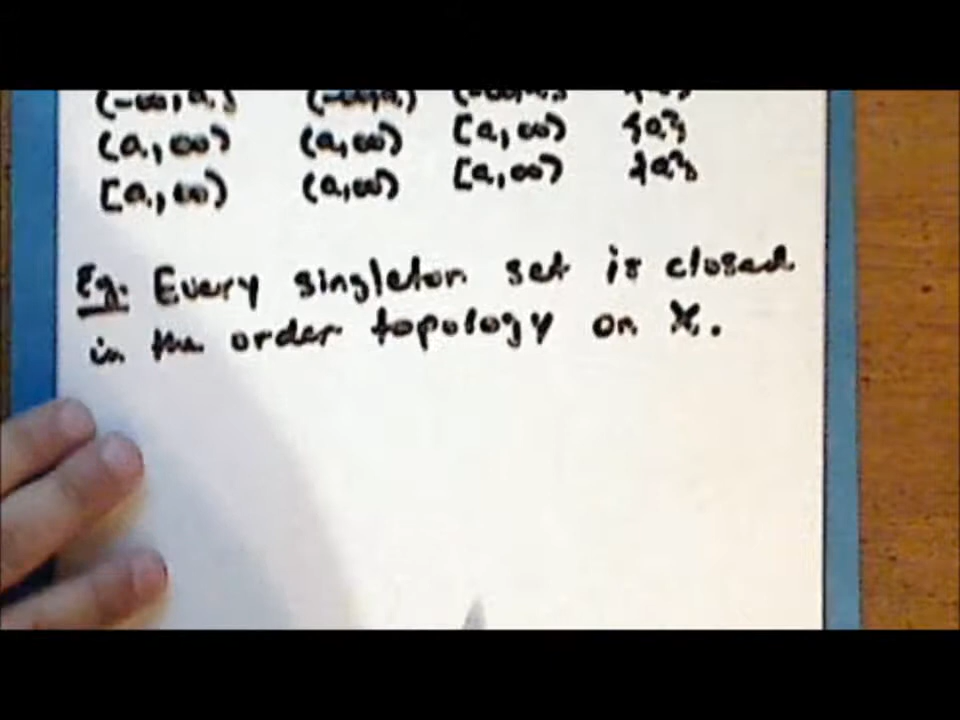 (-∞, a] (-∞, a)
(a, ∞) (a, ∞) [a, ∞) {a}
[a, ∞) (a, ∞) [a, ∞) {a}
Eg. Every singleton set is closed
in the order topology on X.